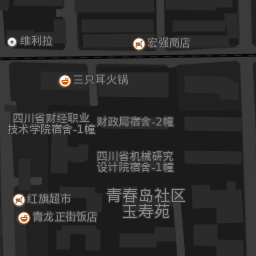 维利拉
宏强商店
三只耳火锅
四川省财经职业
技术学院宿舍-1幢
财政局宿舍-2幢
四川省机械研究
设计院宿舍-1幢
红旗超市
青龙正街饭店
青春岛社区
玉寿苑